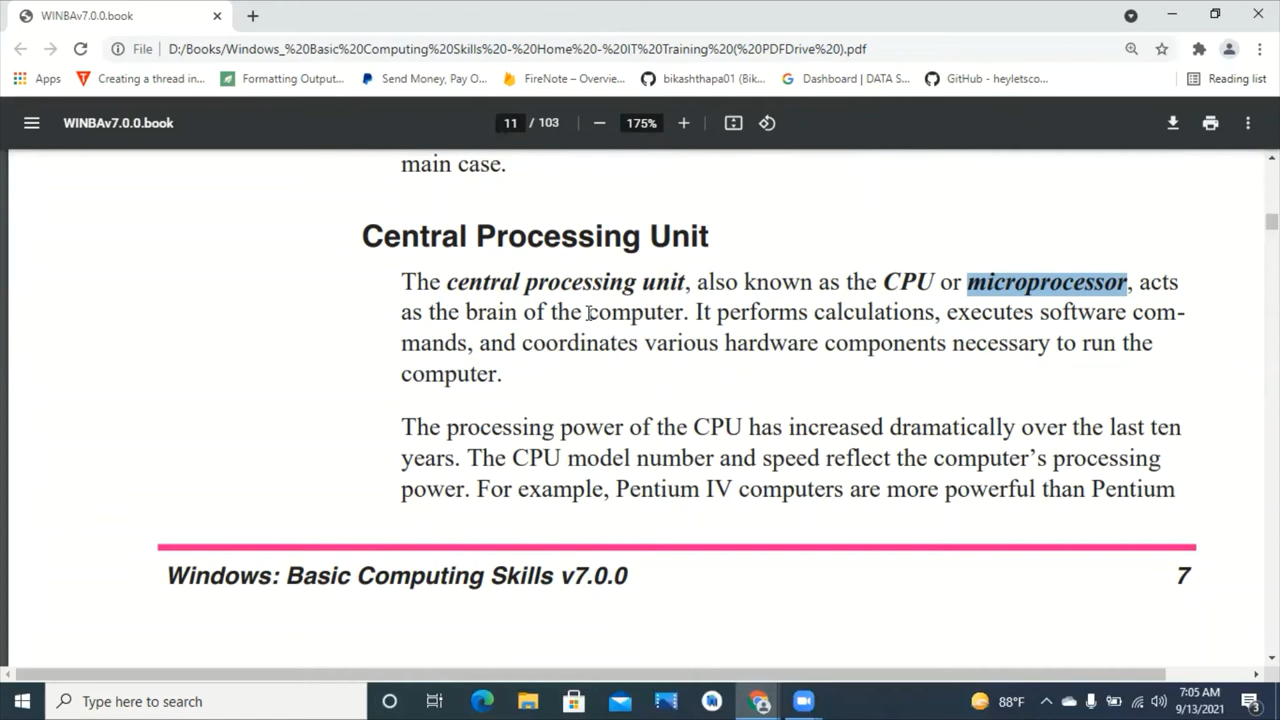 WINBAv7.0.0.book
File D:/Books/Windows_%20Basic%20Computing%20Skills%20-%20Home%20-%20IT%20Training%20(%20PDFDrive%20).pdf
Apps Creating a thread in... Formatting Output... Send Money, Pay O... FireNote – Overvie... bikashthapa01 (Bik... Dashboard | DATA S... GitHub - heyletsco... Reading list
WINBAv7.0.0.book 11 / 103 175%
main case.
Central Processing Unit
The central processing unit, also known as the CPU or microprocessor, acts
as the brain of the computer. It performs calculations, executes software com-
mands, and coordinates various hardware components necessary to run the
computer.
The processing power of the CPU has increased dramatically over the last ten
years. The CPU model number and speed reflect the computer's processing
power. For example, Pentium IV computers are more powerful than Pentium
Windows: Basic Computing Skills v7.0.0 7
Type here to search 88°F 7:05 AM
9/13/2021 3